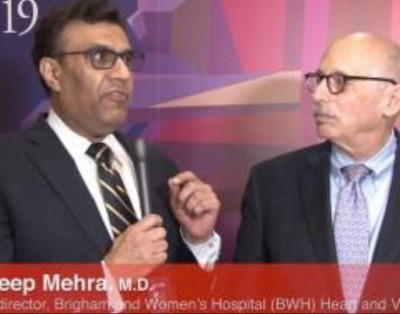 19
eep Mehra, M.D.
director, Brigham and Women's Hospital (BWH) Heart and V